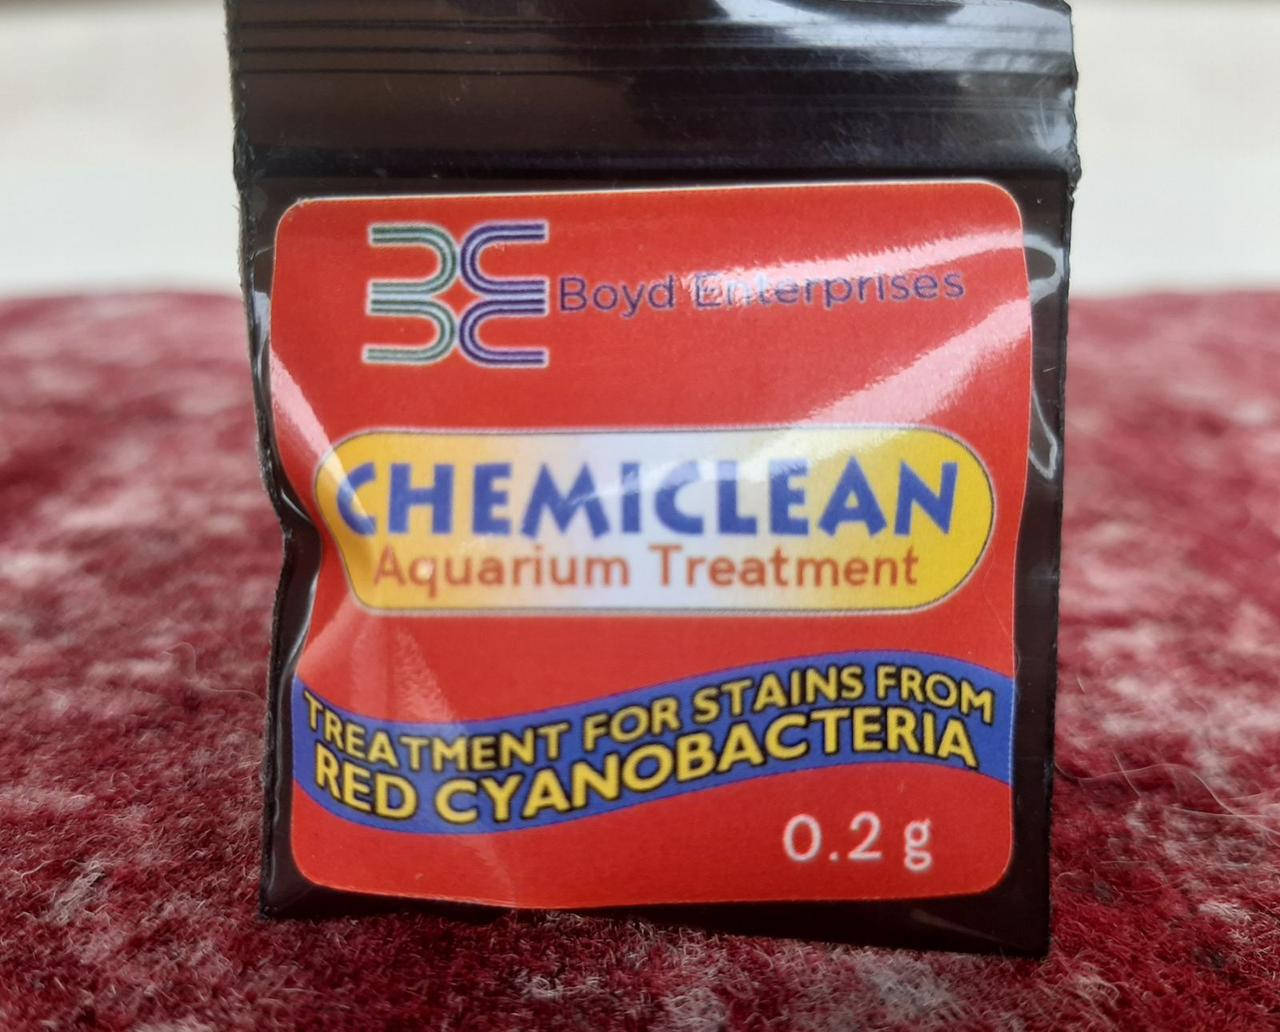 Boyd Enterprises
CHEMICLEAN
Aquarium Treatment
TREATMENT FOR STAINS FROM
RED CYANOBACTERIA
0.2 g